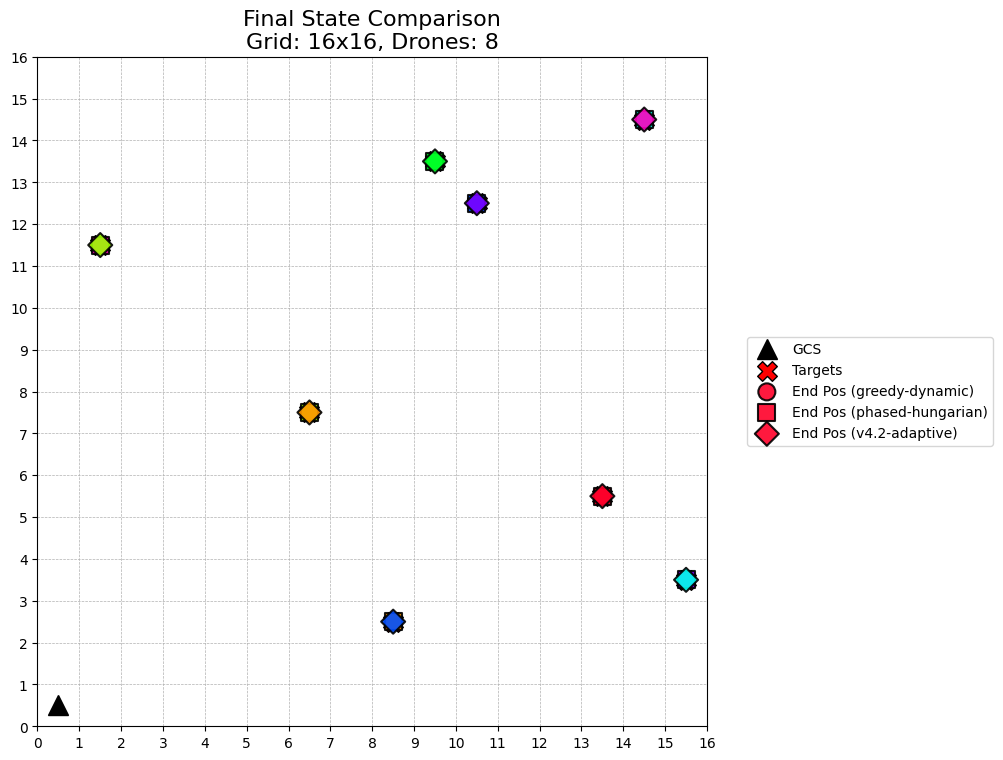 Final State Comparison
Grid: 16x16, Drones: 8
16
15
14
13
12
11
10
9
8
7
6
5
4
3
2
1
0
0 1 2 3 4 5 6 7 8 9 10 11 12 13 14 15 16
GCS
Targets
End Pos (greedy-dynamic)
End Pos (phased-hungarian)
End Pos (v4.2-adaptive)